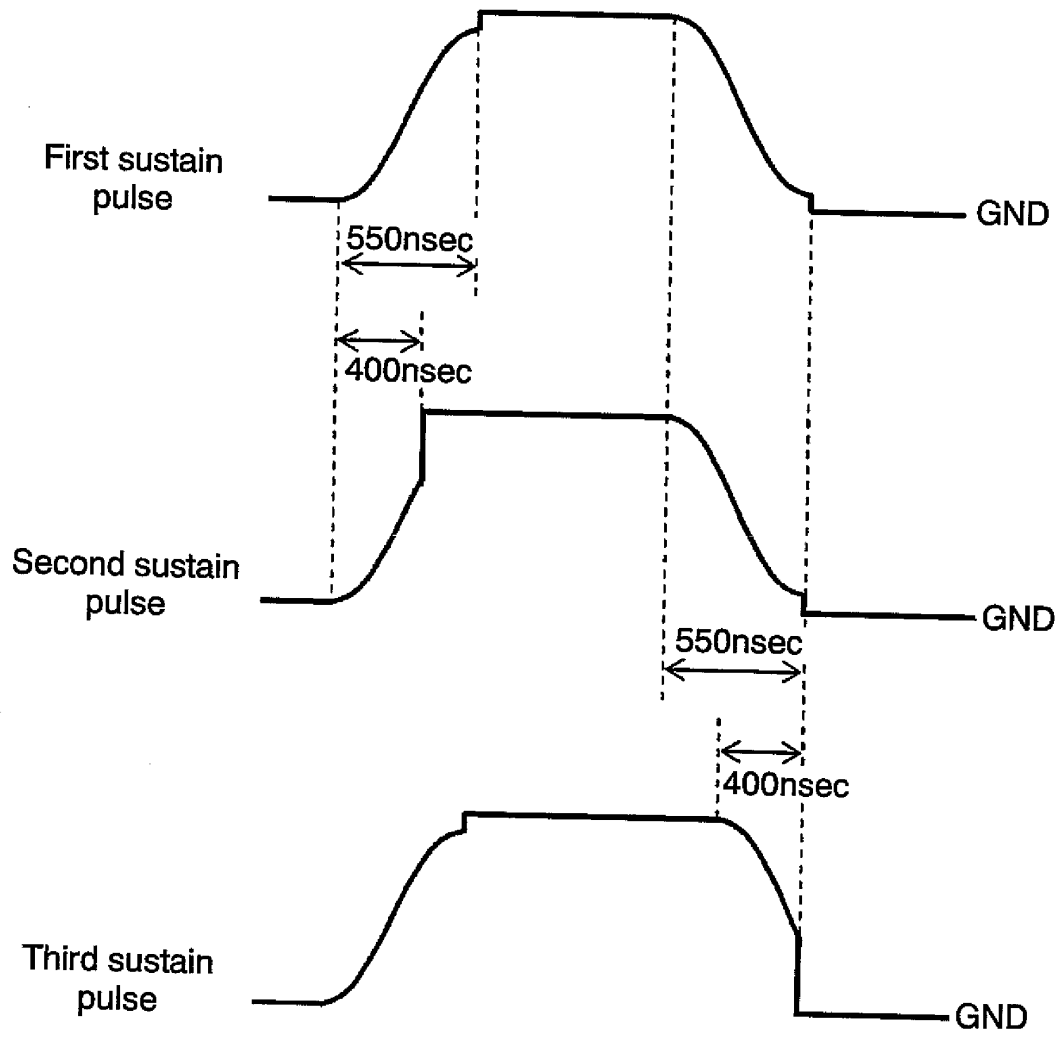 First sustain
pulse
GND
550nsec
400nsec
Second sustain
pulse
GND
550nsec
400nsec
Third sustain
pulse
GND